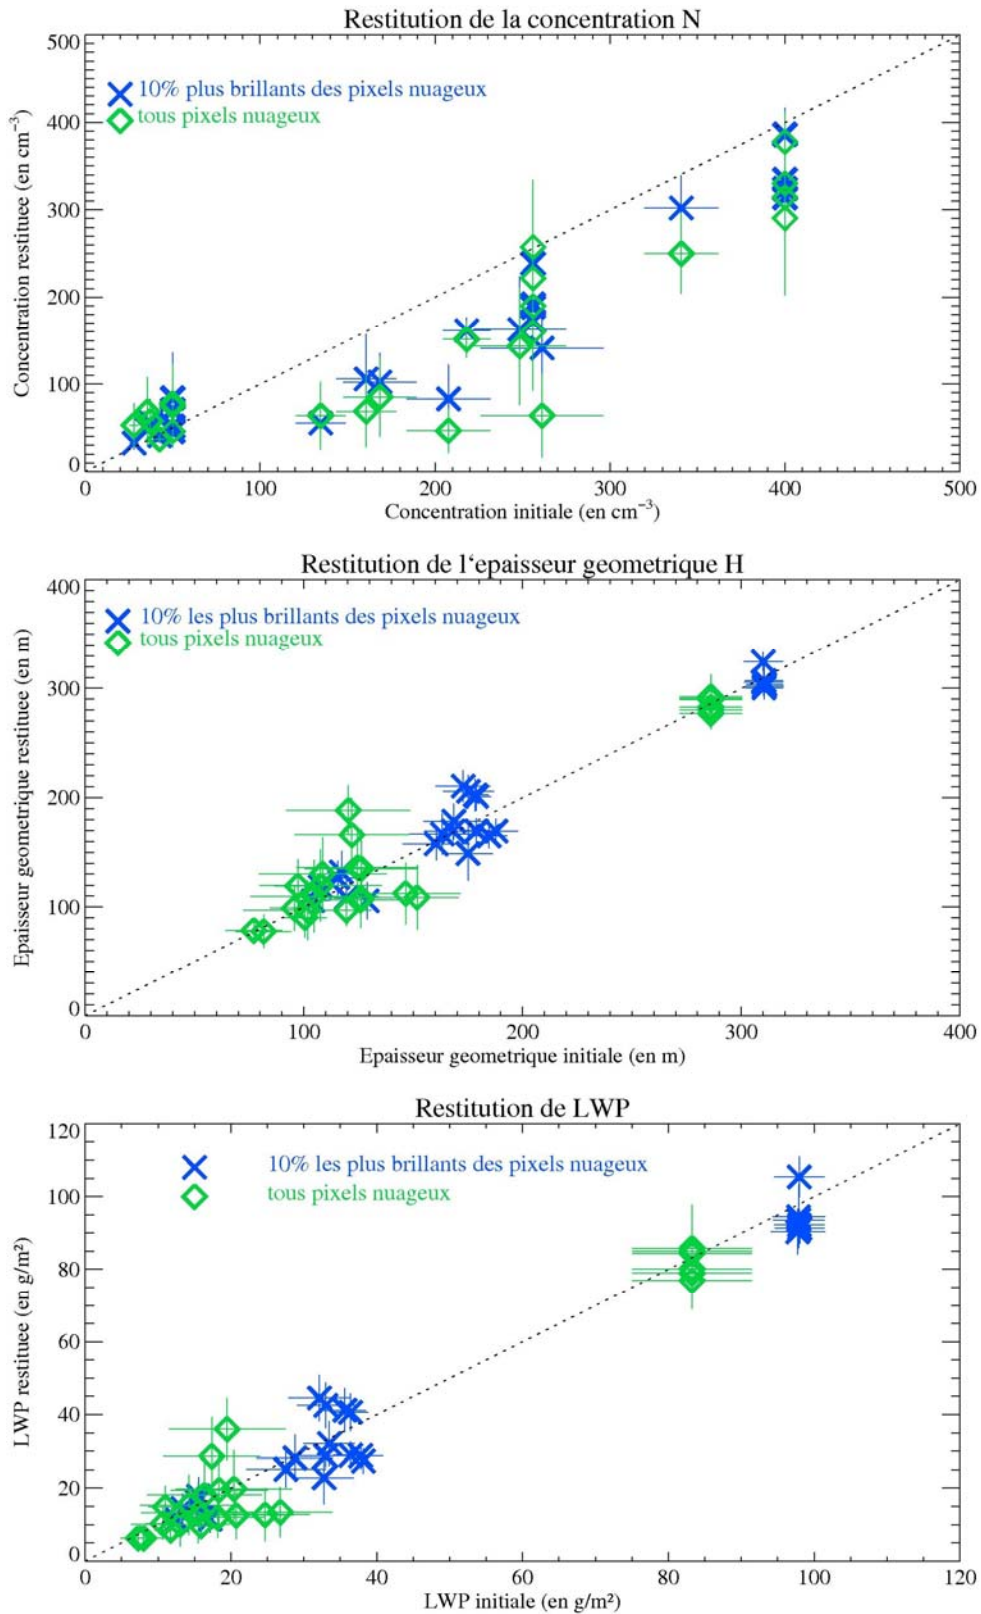 Restitution de la concentration N
500
400
300
200
100
0
Concentration restituee (en cm⁻³)
10% plus brillants des pixels nuageux
tous pixels nuageux
0 100 200 300 400 500
Concentration initiale (en cm⁻³)
Restitution de l‘epaisseur geometrique H
400
300
200
100
0
Epaisseur geometrique restituee (en m)
10% les plus brillants des pixels nuageux
tous pixels nuageux
0 100 200 300 400
Epaisseur geometrique initiale (en m)
Restitution de LWP
120
100
80
60
40
20
0
LWP restituee (en g/m²)
10% les plus brillants des pixels nuageux
tous pixels nuageux
0 20 40 60 80 100 120
LWP initiale (en g/m²)